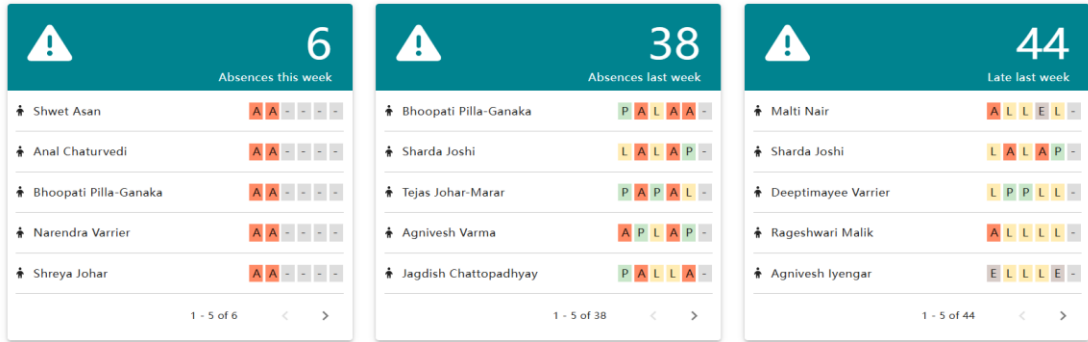 6
Absences this week
Shwet Asan A A - - - -
Anal Chaturvedi A A - - - -
Bhoopati Pilla-Ganaka A A - - - -
Narendra Varrier A A - - - -
Shreya Johar A A - - - -
1 - 5 of 6 < >
38
Absences last week
Bhoopati Pilla-Ganaka P A L A A -
Sharda Joshi L A L A P -
Tejas Johar-Marar P A P A L -
Agnivesh Varma A P L A P -
Jagdish Chattopadhyay P A L L A -
1 - 5 of 38 < >
44
Late last week
Malti Nair A L L E L -
Sharda Joshi L A L A P -
Deeptimayee Varrier L P P L L -
Rageshwari Malik A L L L L -
Agnivesh Iyengar E L L L E -
1 - 5 of 44 < >